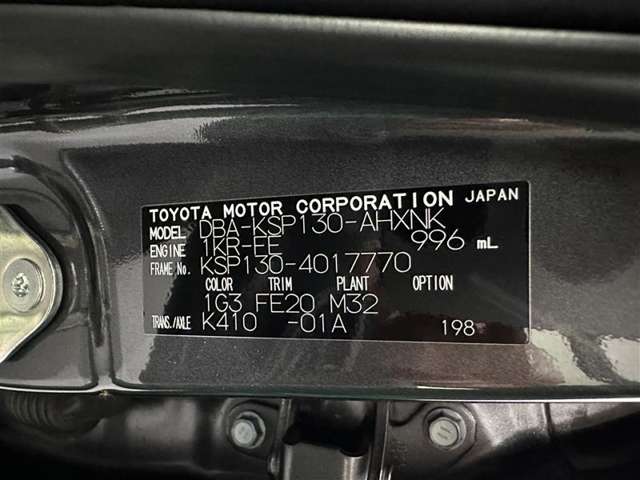 TOYOTA MOTOR CORPORATION JAPAN
MODEL DBA-KSP130-AHXNK
ENGINE 1KR-FE 996 mL
FRAME No. KSP130-4017770
COLOR TRIM PLANT OPTION
1G3 FE20 M32
TRANS./AXLE K410 -01A 198